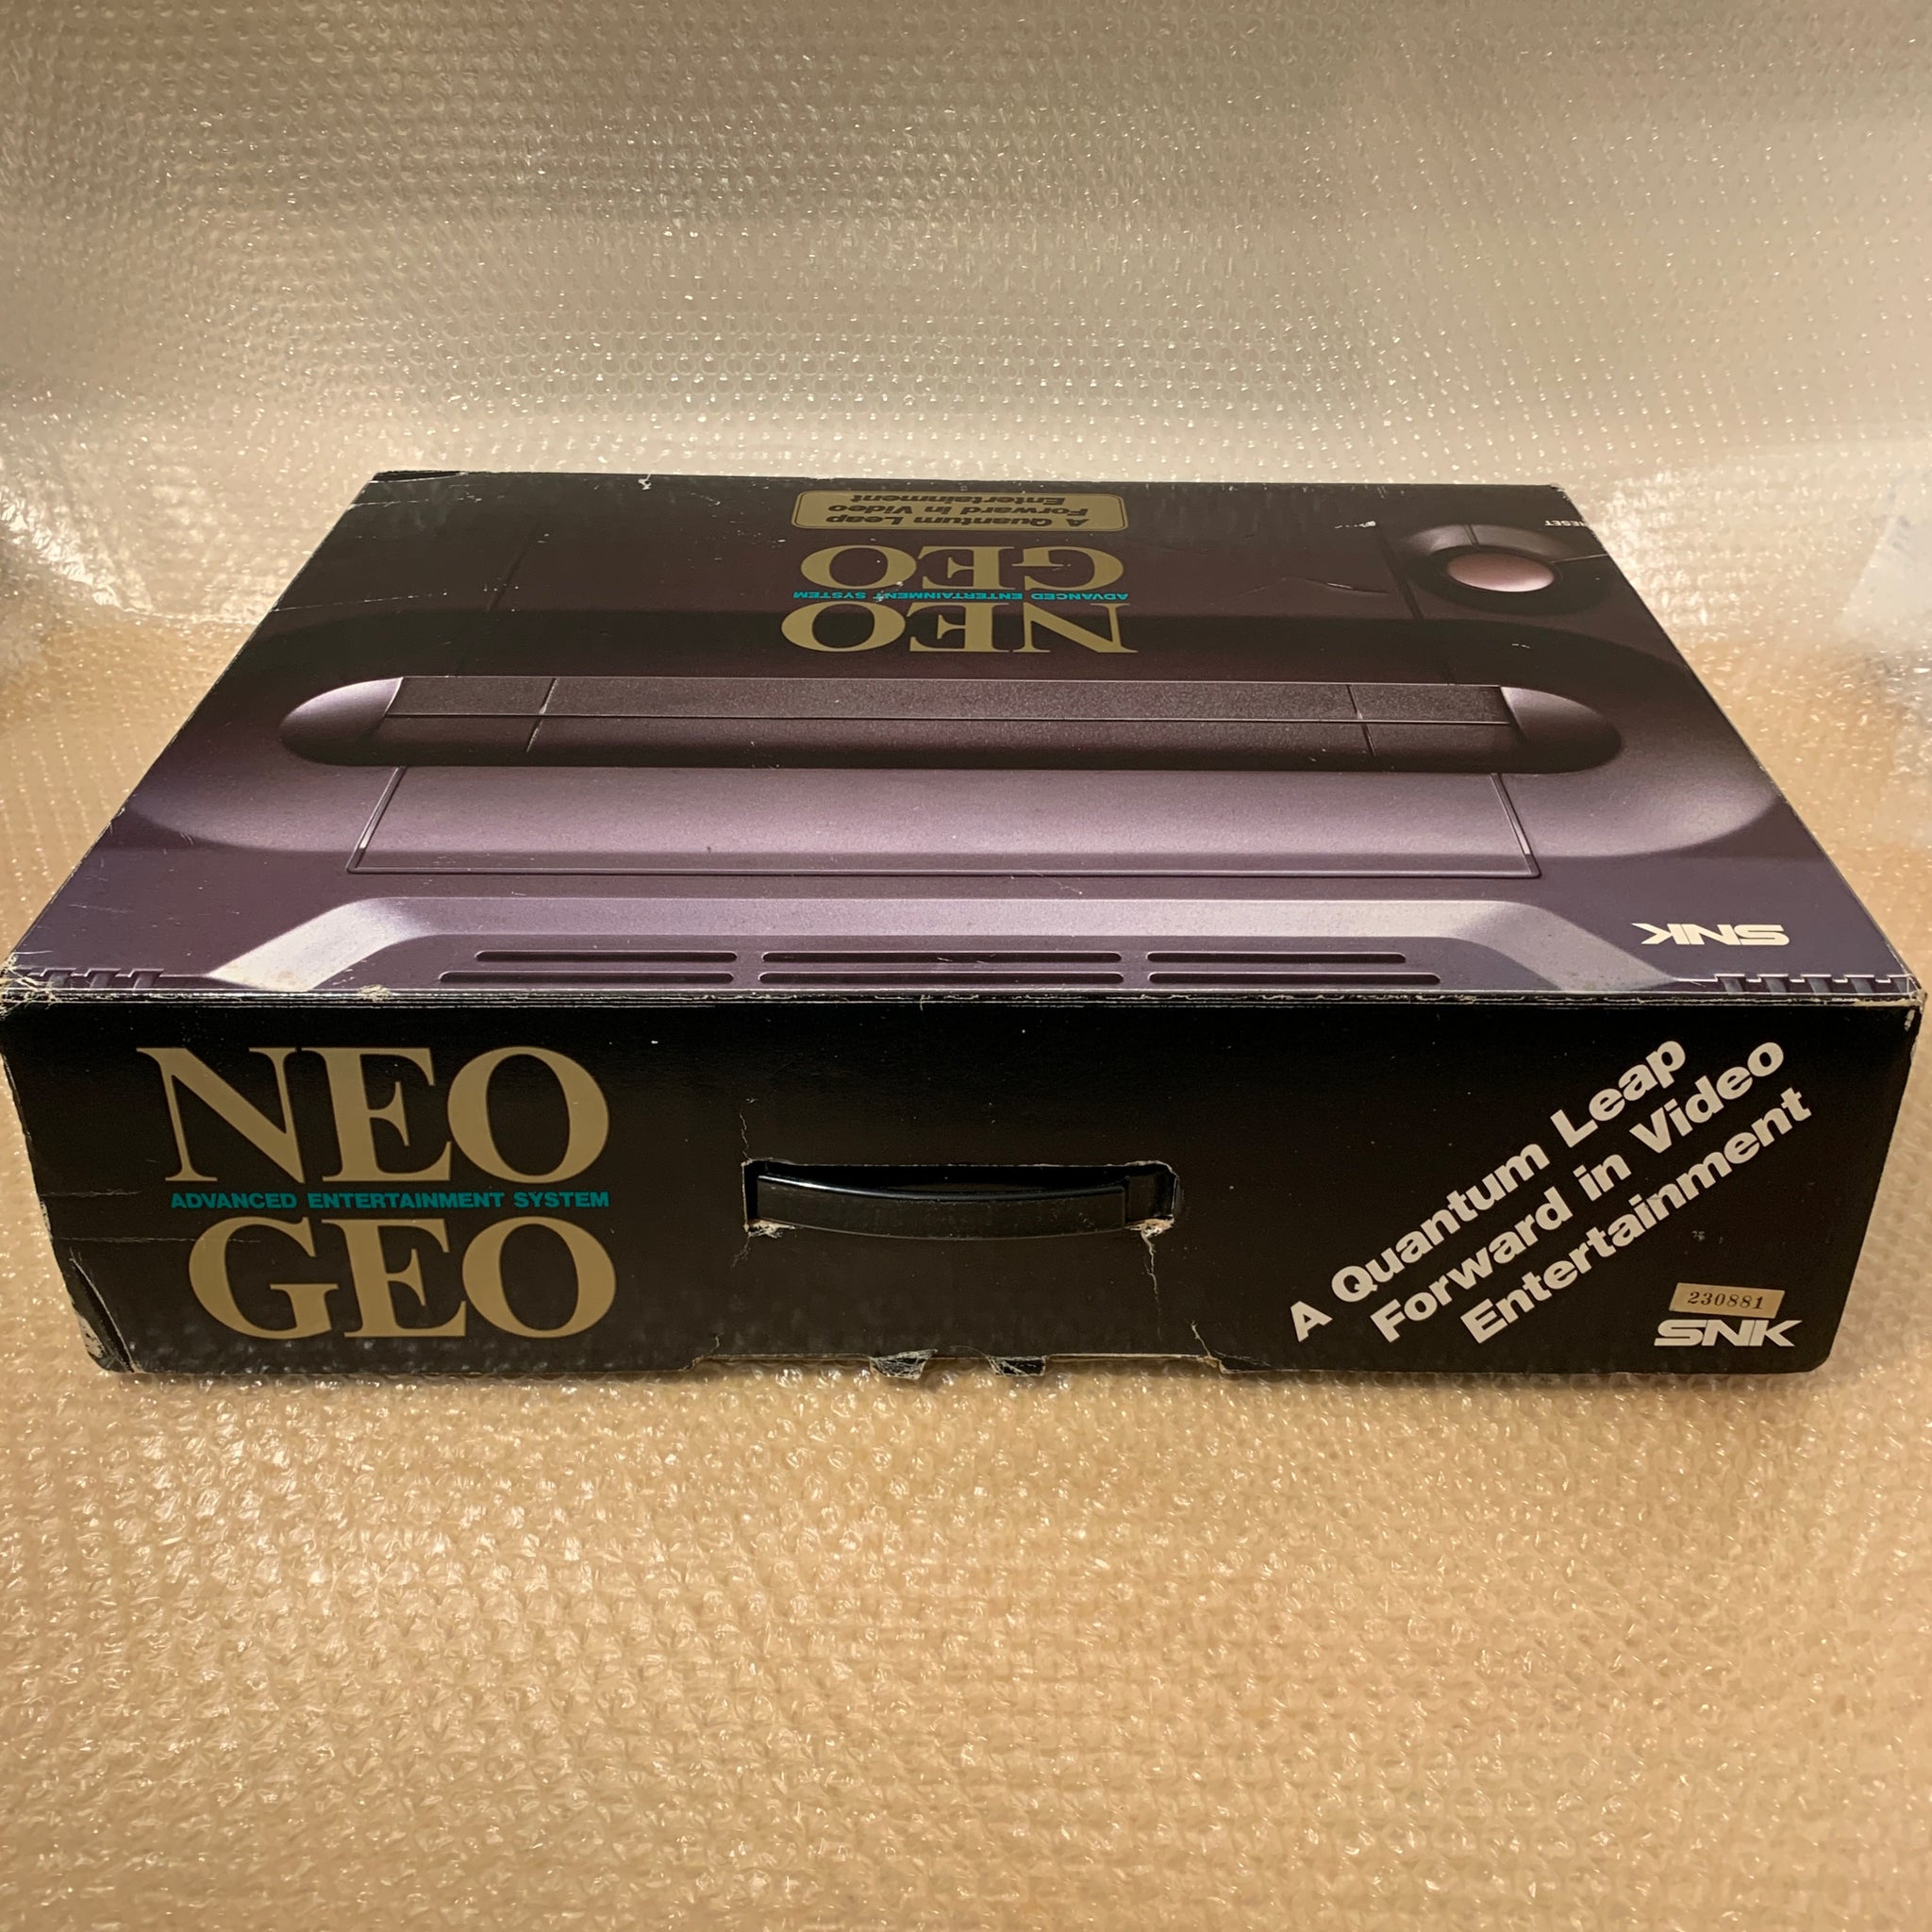 A Quantum Leap
Forward in Video
Entertainment
NEO
ADVANCED ENTERTAINMENT SYSTEM
GEO
RESET
SNK
NEO
ADVANCED ENTERTAINMENT SYSTEM
GEO
A Quantum Leap
Forward in Video
Entertainment
230881
SNK